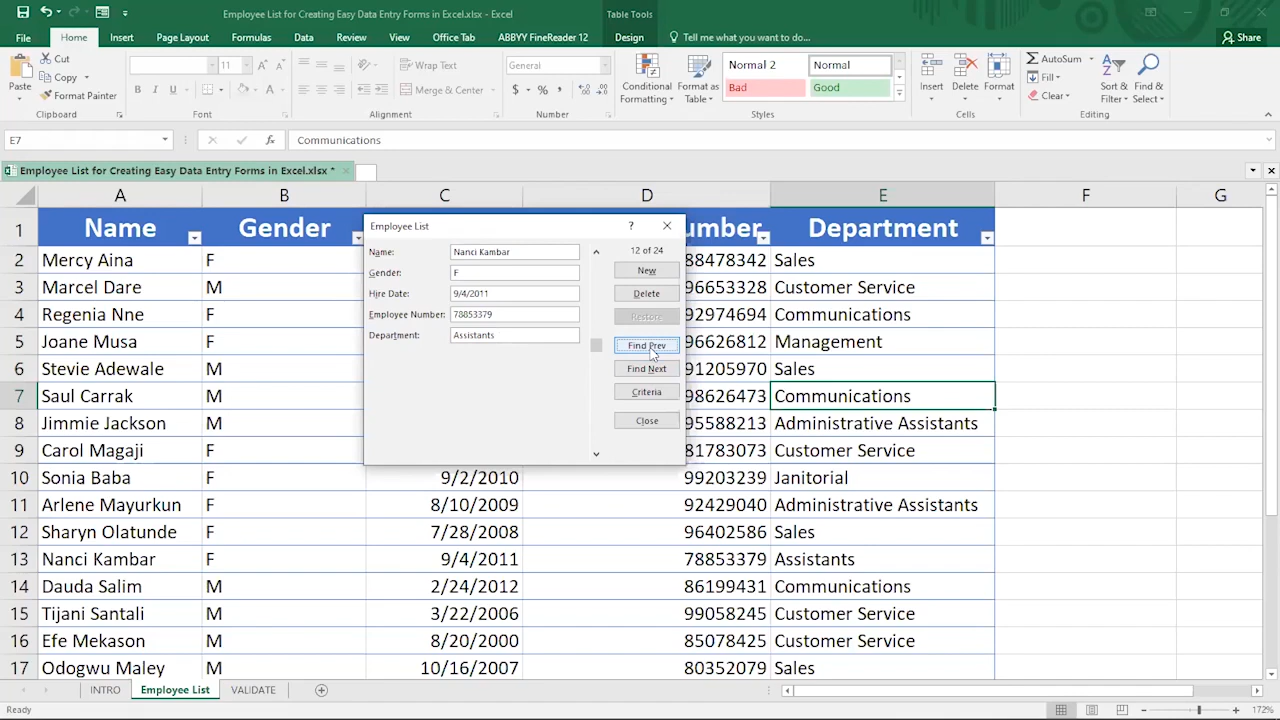 Employee List for Creating Easy Data Entry Forms in Excel.xlsx - Excel
Table Tools
File Home Insert Page Layout Formulas Data Review View Office Tab ABBYY FineReader 12 Design Tell me what you want to do... Share
Paste
Cut
Copy
Format Painter
11
B I U
Wrap Text
Merge & Center
General
$ % ,
Conditional Formatting
Format as Table
Normal 2
Normal
Bad
Good
Insert
Delete
Format
AutoSum
Fill
Clear
Sort & Filter
Find & Select
Clipboard Font Alignment Number Styles Cells Editing
E7 fx Communications
Employee List for Creating Easy Data Entry Forms in Excel.xlsx *
A B C D E F G
1 Name Gender umber Department
2 Mercy Aina F 88478342 Sales
3 Marcel Dare M 96653328 Customer Service
4 Regenia Nne F 92974694 Communications
5 Joane Musa F 96626812 Management
6 Stevie Adewale F 91205970 Sales
7 Saul Carrak M 98626473 Communications
8 Jimmie Jackson M 95588213 Administrative Assistants
9 Carol Magaji F 81783073 Customer Service
10 Sonia Baba F 9/2/2010 99203239 Janitorial
11 Arlene Mayurkun F 8/10/2009 92429040 Administrative Assistants
12 Sharyn Olatunde F 7/28/2008 96402586 Sales
13 Nanci Kambar F 9/4/2011 78853379 Assistants
14 Dauda Salim M 2/24/2012 86199431 Communications
15 Tijani Santali M 3/22/2006 99058245 Customer Service
16 Efe Mekason M 8/20/2000 85078425 Customer Service
17 Odogwu Maley M 10/16/2007 80352079 Sales
Employee List ?
Name: Nanci Kambar
Gender: F
Hire Date: 9/4/2011
Employee Number: 78853379
Department: Assistants
12 of 24
New
Delete
Restore
Find Prev
Find Next
Criteria
Close
INTRO Employee List VALIDATE
Ready 172%